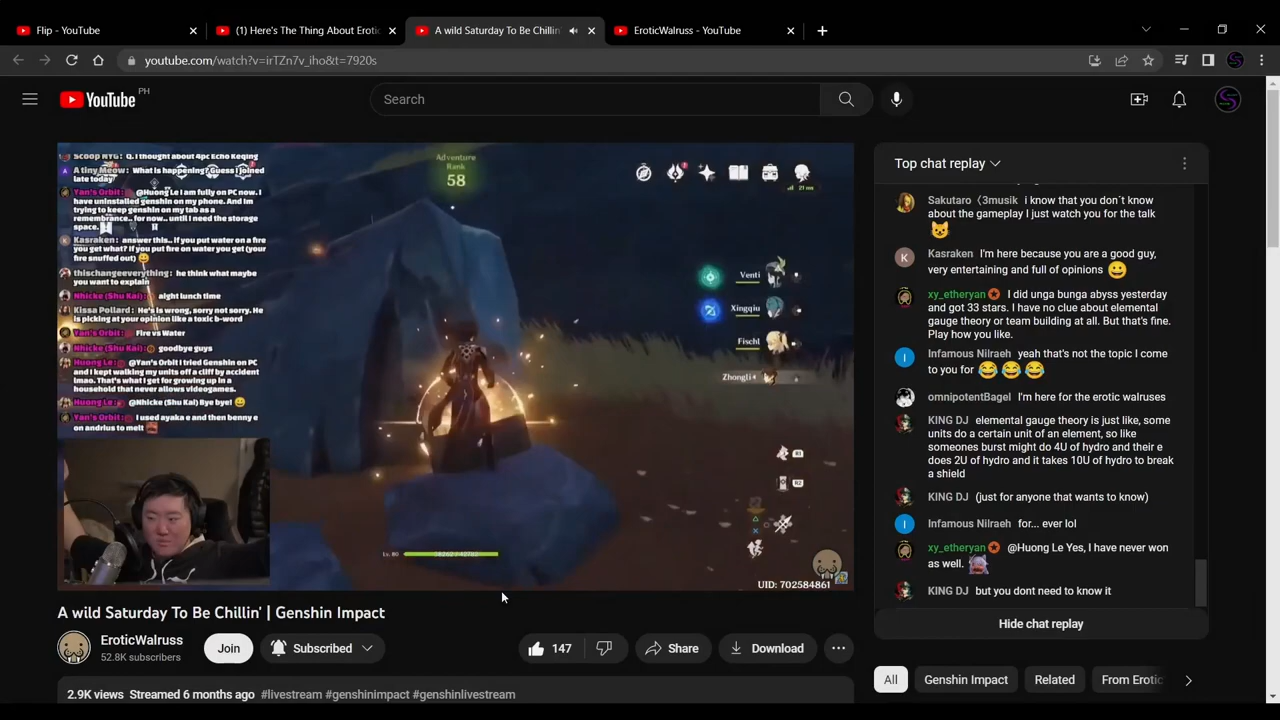 Flip - YouTube
(1) Here's The Thing About Eroti
A wild Saturday To Be Chillin'
EroticWalruss - YouTube
youtube.com/watch?v=irTZn7v_iho&t=7920s
YouTube PH
Search
Scoop NYG: Q. I thought about 4pc Echo Keqing
A tiny Meow: What is happening? Guess I joined
late today
Yan's Orbit: @Huong Le I am fully on PC now. I
have uninstalled genshin on my phone. And Im
trying to keep genshin on my tab as a
remembrance.. for now.. until I need the storage
space.
Kasraken: answer this.. if you put water on a fire
you get what? if you put fire on water you get (your
fire snuffed out)
thischangeeverything: he think what maybe
you want to explain
Nhicke (Shu Kai): alght lunch time
Kissa Pollard: He's is wrong, sorry not sorry. He
is picking at your opinion like a toxic b-word
Yan's Orbit: Fire vs Water
Nhicke (Shu Kai): goodbye guys
Huong Le: @Yan's Orbit I tried Genshin on PC
and I kept walking my units off a cliff by accident
lmao. That's what I get for growing up in a
household that never allows videogames.
Huong Le: @Nhicke (Shu Kai) Bye bye!
Yan's Orbit: I used ayaka e and then benny e
on andrius to melt
Adventure
Rank
58
21 ms
Venti
Xingqiu
Fischl
Zhongli
R1
R2
Lv. 80
UID: 702584861
Top chat replay
Sakutaro《3musik i know that you don´t know
about the gameplay I just watch you for the talk
Kasraken I'm here because you are a good guy,
very entertaining and full of opinions
xy_etheryan I did unga bunga abyss yesterday
and got 33 stars. I have no clue about elemental
gauge theory or team building at all. But that's fine.
Play how you like.
Infamous Nilraeh yeah that's not the topic I come
to you for
omnipotentBagel I'm here for the erotic walruses
KING DJ elemental gauge theory is just like, some
units do a certain unit of an element, so like
someones burst might do 4U of hydro and their e
does 2U of hydro and it takes 10U of hydro to break
a shield
KING DJ (just for anyone that wants to know)
Infamous Nilraeh for... ever lol
xy_etheryan @Huong Le Yes, I have never won
as well.
KING DJ but you dont need to know it
Hide chat replay
A wild Saturday To Be Chillin' | Genshin Impact
EroticWalruss
52.8K subscribers
Join
Subscribed
147
Share
Download
2.9K views Streamed 6 months ago #livestream #genshinimpact #genshinlivestream
All
Genshin Impact
Related
From Erotic